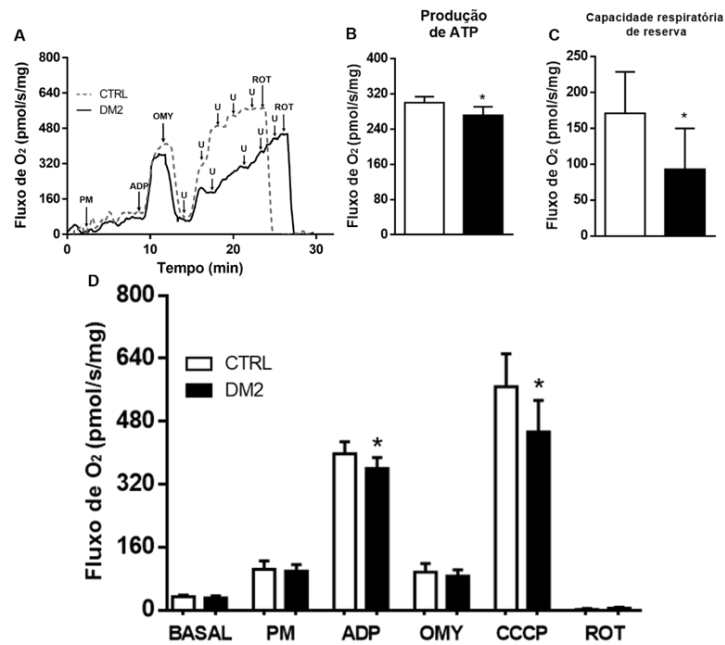 A
Fluxo de O₂ (pmol/s/mg)
800
640
480
320
160
0
CTRL
DM2
PM
ADP
OMY
U
U
U
U
U
ROT
U
U
U
U
ROT
0
10
20
30
Tempo (min)
B
Produção
de ATP
Fluxo de O₂ (pmol/s/mg)
400
320
240
160
80
0
*
C
Capacidade respiratória
de reserva
Fluxo de O₂ (pmol/s/mg)
250
200
150
100
50
0
*
D
Fluxo de O₂ (pmol/s/mg)
800
640
480
320
160
0
CTRL
DM2
*
*
BASAL PM ADP OMY CCCP ROT